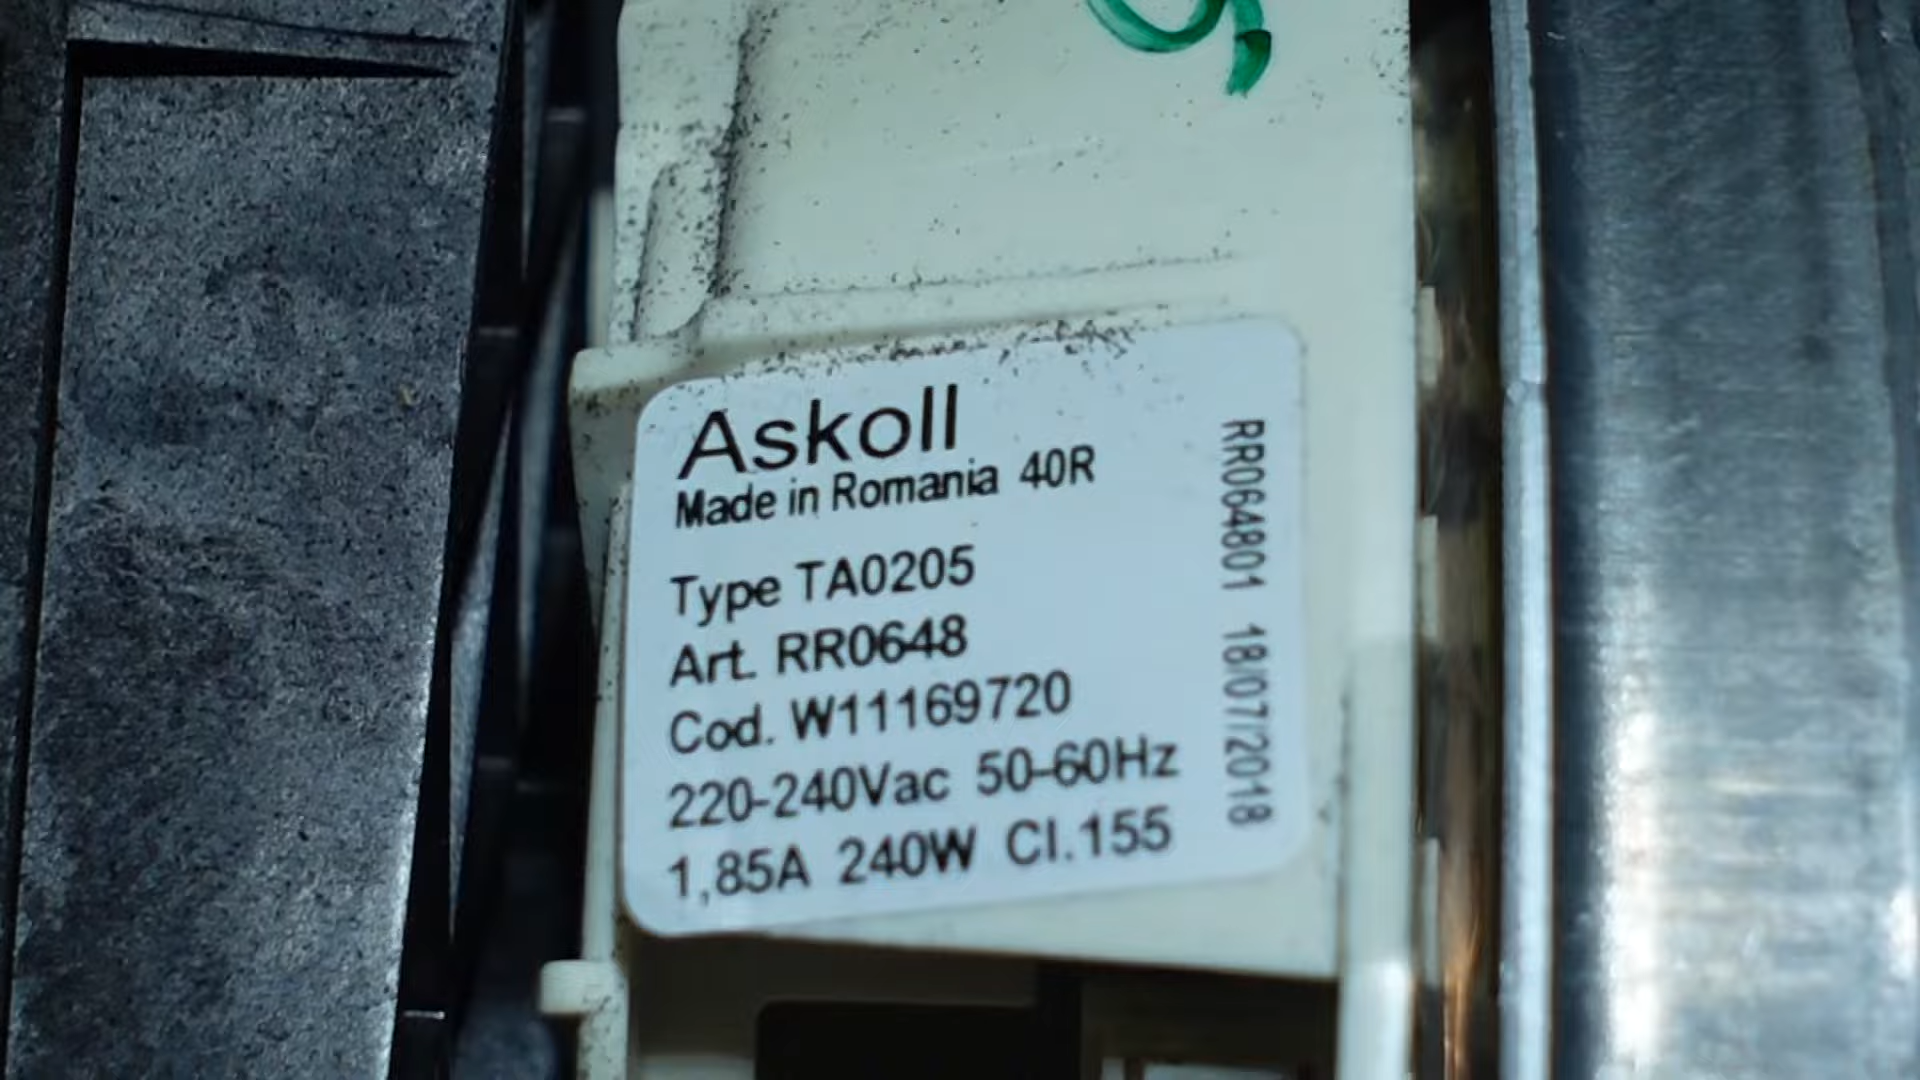 Askoll
Made in Romania 40R
Type TA0205
Art. RR0648
Cod. W11169720
220-240Vac 50-60Hz
1,85A 240W Cl.155
RR064801 18/07/2018